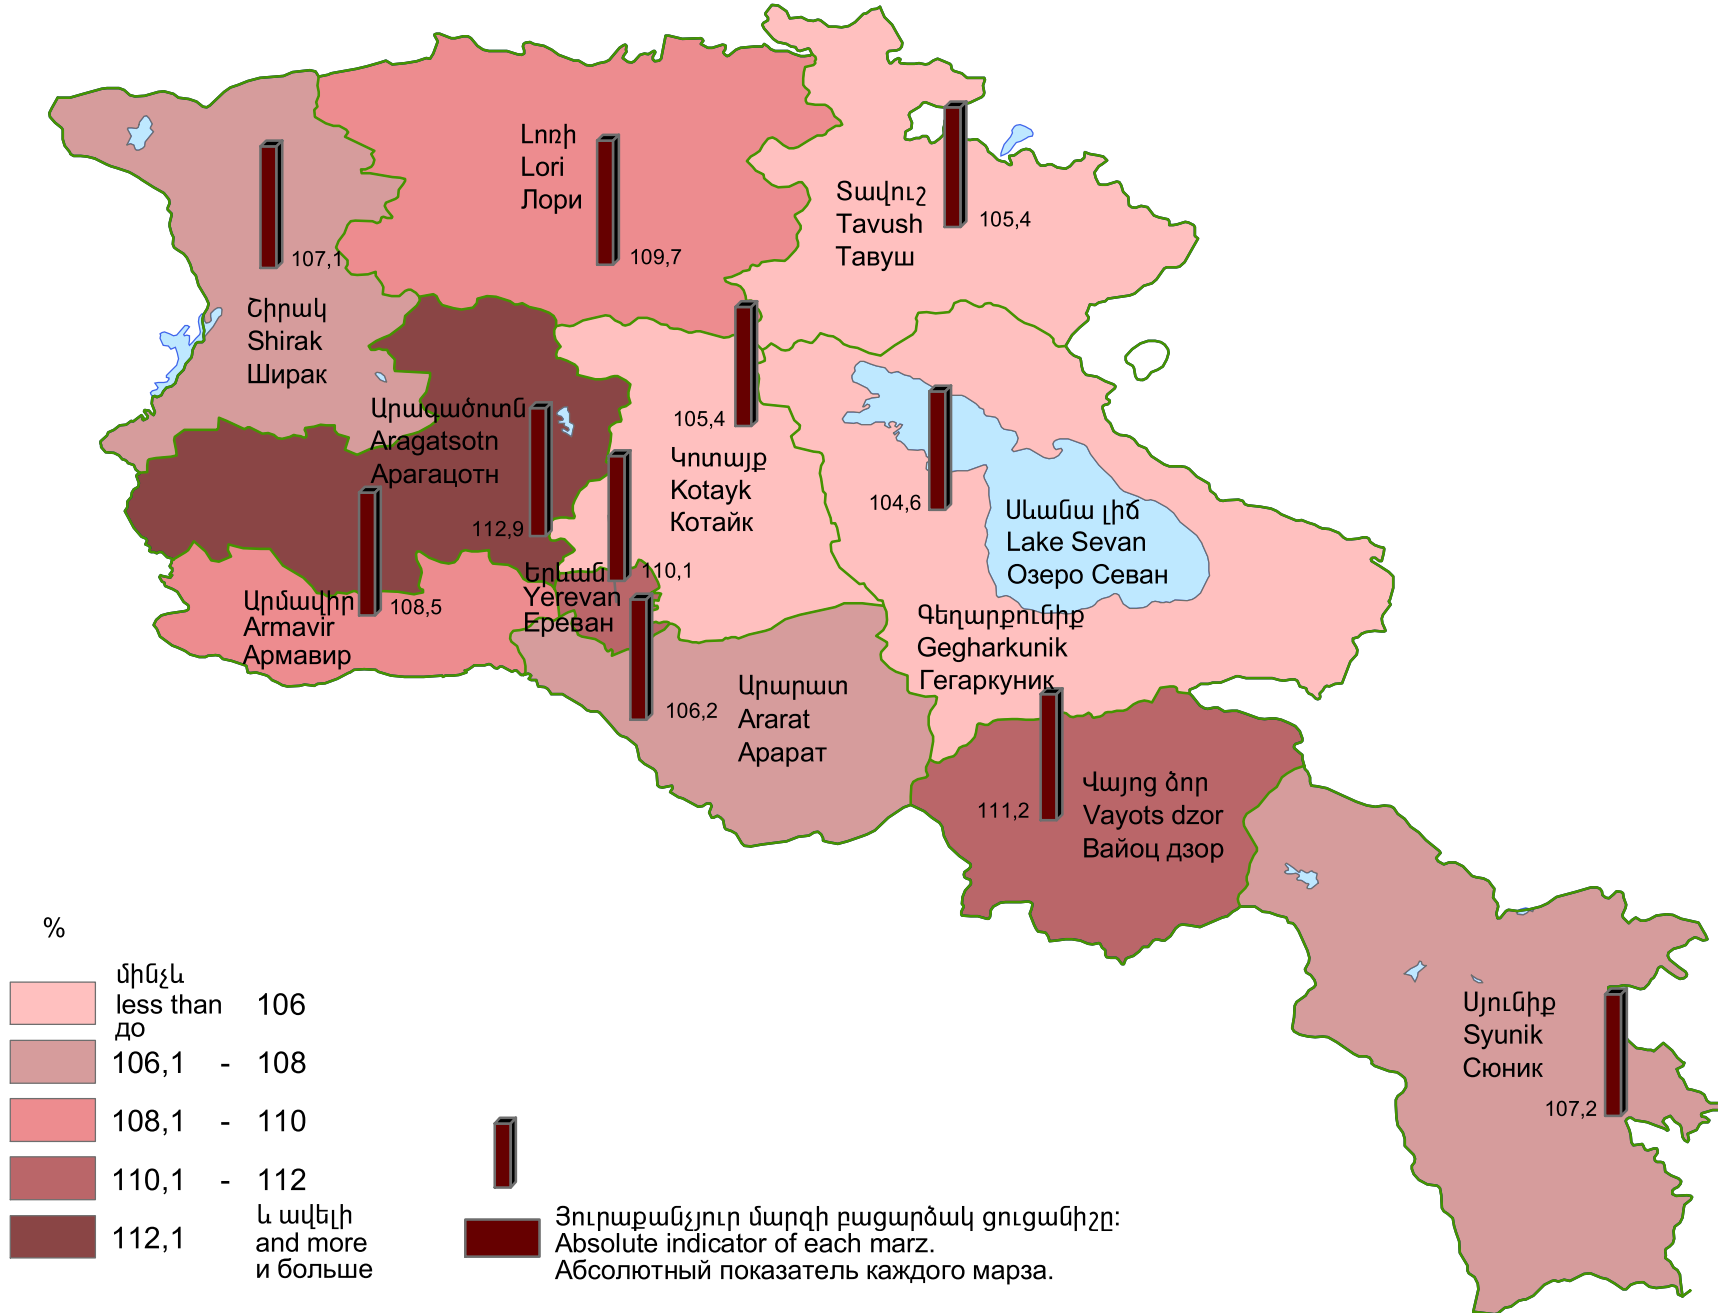 Լոռի
Lori
Лори
109,7
Տավուշ
Tavush
Тавуш
105,4
107,1
Շիրակ
Shirak
Ширак
Արագածոտն
Aragatsotn
Арагацотн
112,9
105,4
Կոտայք
Kotayk
Котайк
104,6
Սևանա լիճ
Lake Sevan
Озеро Севан
Երևան
Yerevan
Ереван
110,1
Արմավիր
Armavir
Армавир
108,5
Գեղարքունիք
Gegharkunik
Гегаркуник
Արարատ
Ararat
Арарат
106,2
Վայոց ձոր
Vayots dzor
Вайоц дзор
111,2
Սյունիք
Syunik
Сюник
107,2
%
մինչև
less than 106
до
106,1 - 108
108,1 - 110
110,1 - 112
112,1
և ավելի
and more
и больше
Յուրաքանչյուր մարզի բացարձակ ցուցանիշը:
Absolute indicator of each marz.
Абсолютный показатель каждого марза.